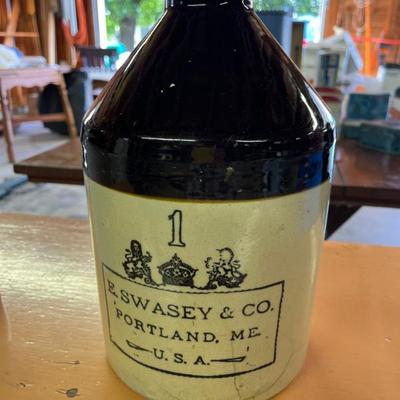 1
E. SWASEY & CO.
PORTLAND, ME.
U.S.A.